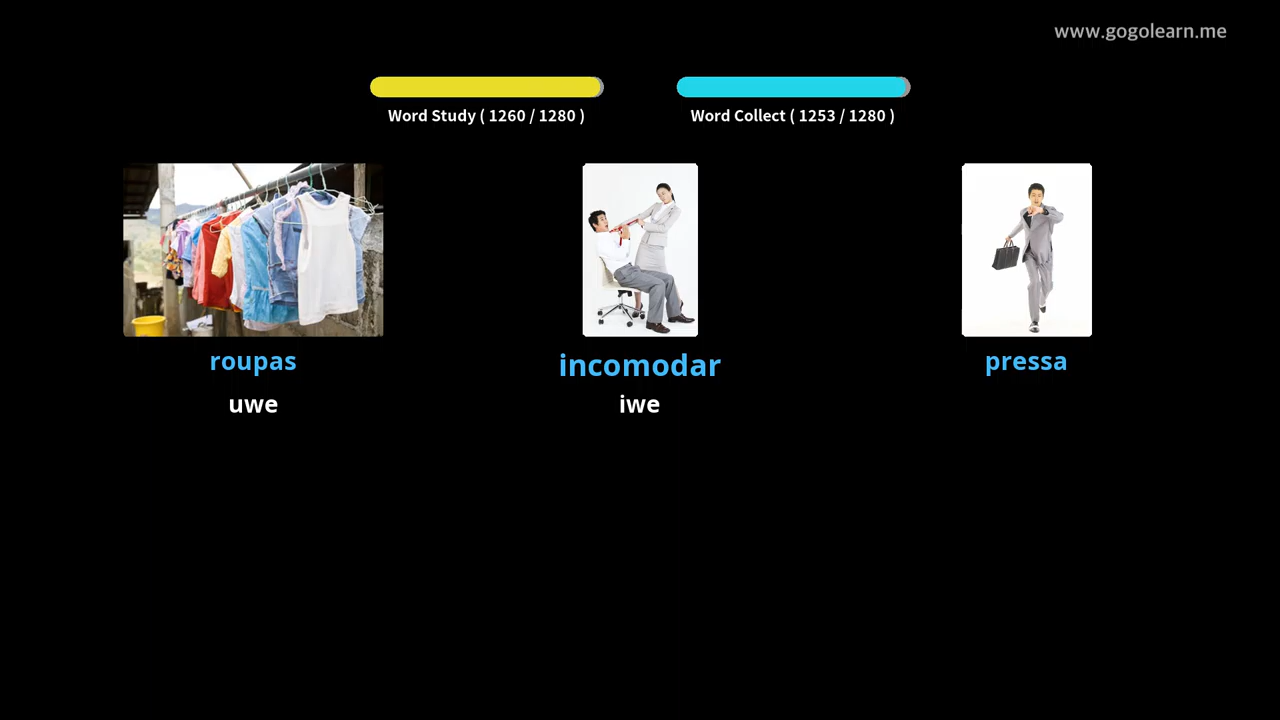 www.gogolearn.me
Word Study ( 1260 / 1280 )
Word Collect ( 1253 / 1280 )
roupas
incomodar
pressa
uwe
iwe